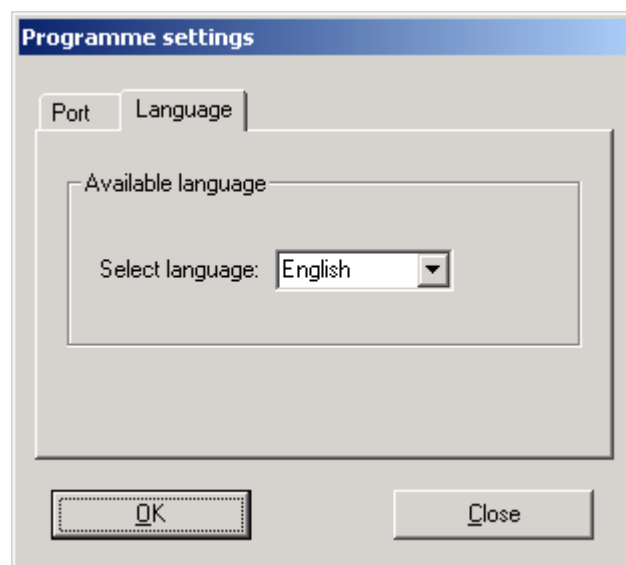 Programme settings
Port Language
Available language
Select language: English
OK Close